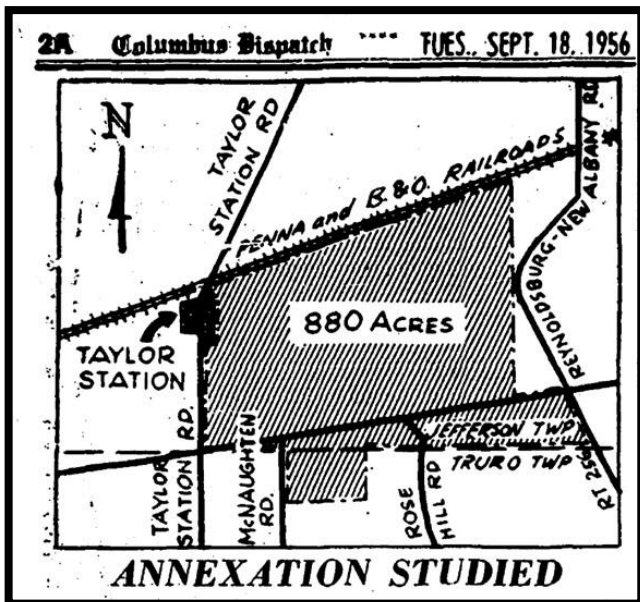 2A Columbus Dispatch **** TUES., SEPT. 18, 1956
N
TAYLOR
STATION RD
PENNA and B.&O. RAILROADS
REYNOLDSBURG-NEW ALBANY RD
880 ACRES
TAYLOR
STATION
JEFFERSON TWP
TRURO TWP
TAYLOR
STATION RD.
McNAUGHTEN
RD.
ROSE
HILL RD
RT 256
ANNEXATION STUDIED